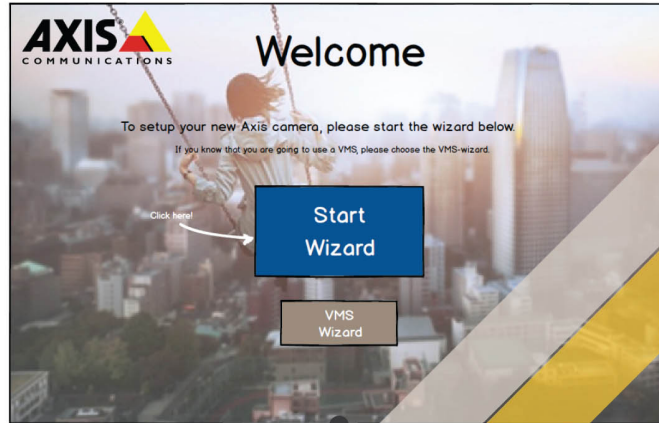 AXIS
COMMUNICATIONS
Welcome
To setup your new Axis camera, please start the wizard below.
If you know that you are going to use a VMS, please choose the VMS-wizard.
Click here!
Start
Wizard
VMS
Wizard